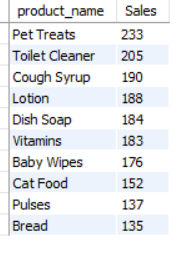 product_name Sales
Pet Treats 233
Toilet Cleaner 205
Cough Syrup 190
Lotion 188
Dish Soap 184
Vitamins 183
Baby Wipes 176
Cat Food 152
Pulses 137
Bread 135